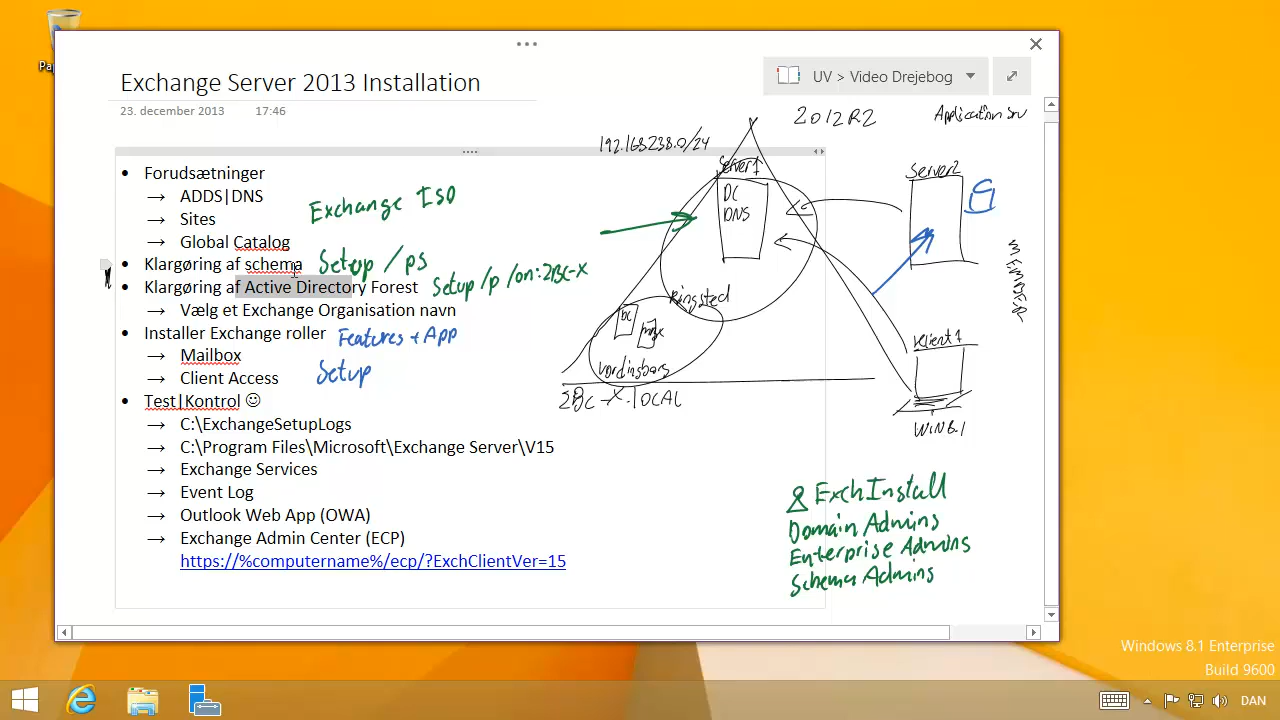 Exchange Server 2013 Installation
23. december 2013 17:46
UV > Video Drejebog
Forudsætninger
→ ADDS|DNS
→ Sites
→ Global Catalog
Exchange ISO
Klargøring af schema
Setup /ps
Klargøring af Active Directory Forest
Setup /p /on:2BC-X
→ Vælg et Exchange Organisation navn
Installer Exchange roller
Features + App
→ Mailbox
→ Client Access
Setup
Test|Kontrol ☺
→ C:\ExchangeSetupLogs
→ C:\Program Files\Microsoft\Exchange Server\V15
→ Exchange Services
→ Event Log
→ Outlook Web App (OWA)
→ Exchange Admin Center (ECP)
https://%computername%/ecp/?ExchClientVer=15
2012R2
Application Srv
192.168.238.0/24
Server1
DC
DNS
Server2
MEMBER
Ringsted
DC
Vordingborg
2BC-X.LOCAL
Klient1
WIN8.1
ExchInstall
Domain Admins
Enterprise Admins
Schema Admins
Windows 8.1 Enterprise
Build 9600
DAN